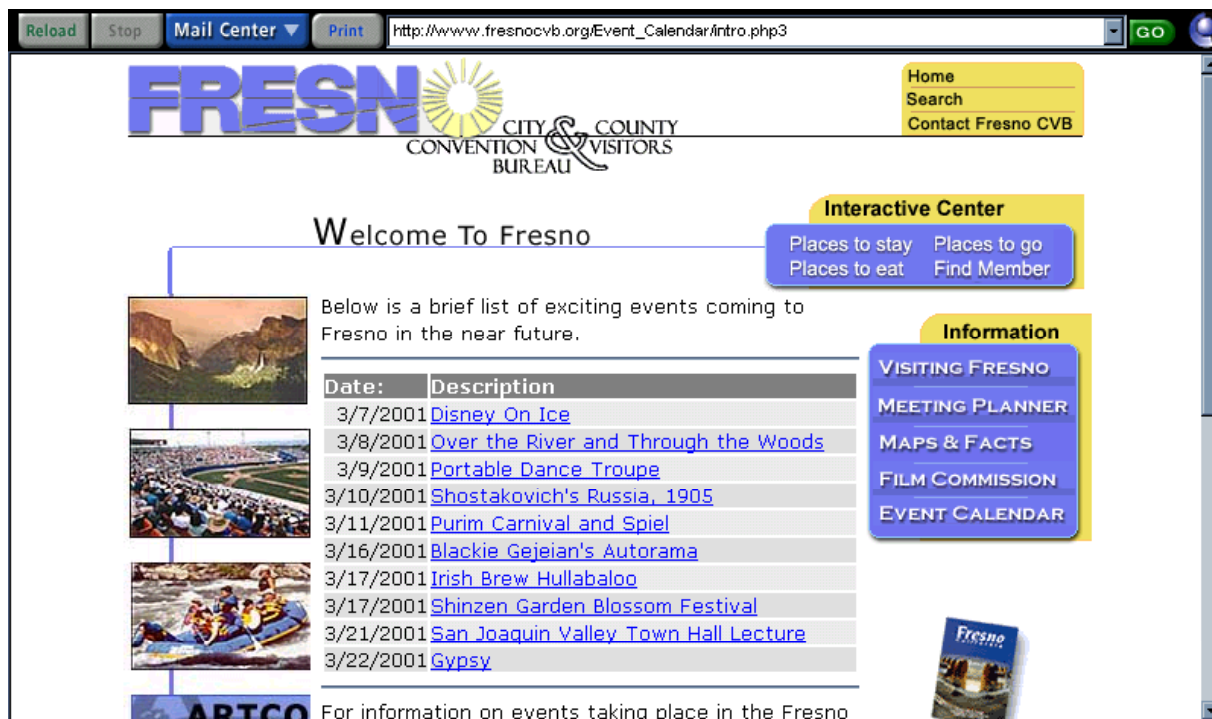 Reload Stop Mail Center Print http://www.fresnocvb.org/Event_Calendar/intro.php3 GO
FRESNO
CITY & COUNTY
CONVENTION VISITORS
BUREAU
Home
Search
Contact Fresno CVB
Welcome To Fresno
Interactive Center
Places to stay Places to go
Places to eat Find Member
Below is a brief list of exciting events coming to
Fresno in the near future.
Date: Description
3/7/2001 Disney On Ice
3/8/2001 Over the River and Through the Woods
3/9/2001 Portable Dance Troupe
3/10/2001 Shostakovich's Russia, 1905
3/11/2001 Purim Carnival and Spiel
3/16/2001 Blackie Gejeian's Autorama
3/17/2001 Irish Brew Hullabaloo
3/17/2001 Shinzen Garden Blossom Festival
3/21/2001 San Joaquin Valley Town Hall Lecture
3/22/2001 Gypsy
Information
VISITING FRESNO
MEETING PLANNER
MAPS & FACTS
FILM COMMISSION
EVENT CALENDAR
Fresno
ARTCO
For information on events taking place in the Fresno